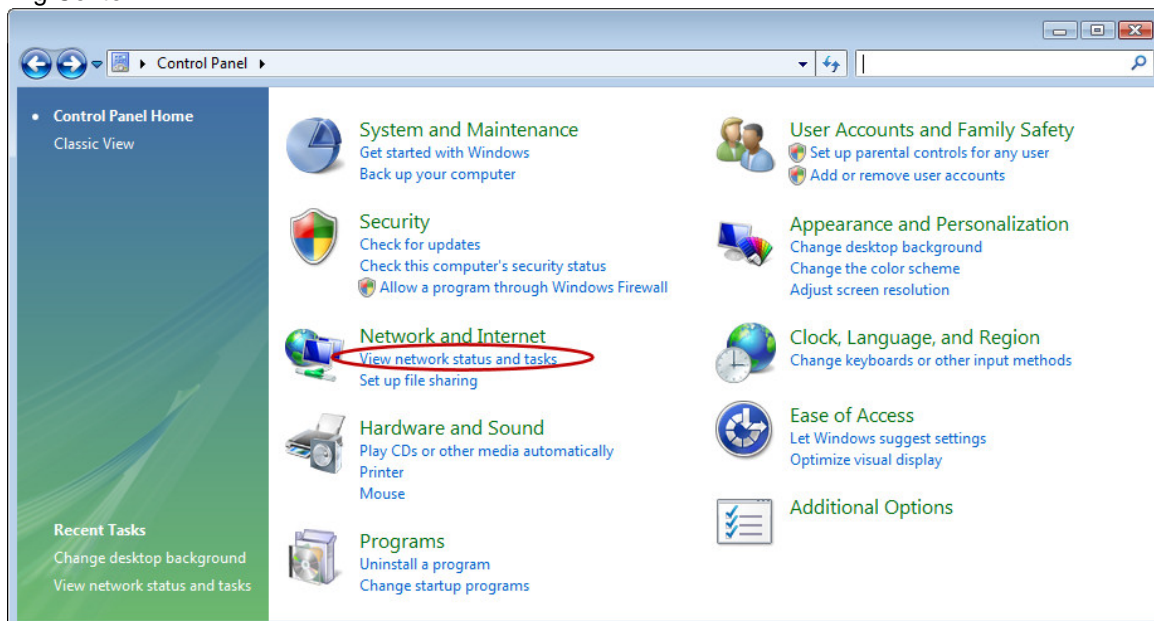 Control Panel
Control Panel Home
Classic View
System and Maintenance
Get started with Windows
Back up your computer
Security
Check for updates
Check this computer's security status
Allow a program through Windows Firewall
Network and Internet
View network status and tasks
Set up file sharing
Hardware and Sound
Play CDs or other media automatically
Printer
Mouse
Programs
Uninstall a program
Change startup programs
User Accounts and Family Safety
Set up parental controls for any user
Add or remove user accounts
Appearance and Personalization
Change desktop background
Change the color scheme
Adjust screen resolution
Clock, Language, and Region
Change keyboards or other input methods
Ease of Access
Let Windows suggest settings
Optimize visual display
Additional Options
Recent Tasks
Change desktop background
View network status and tasks